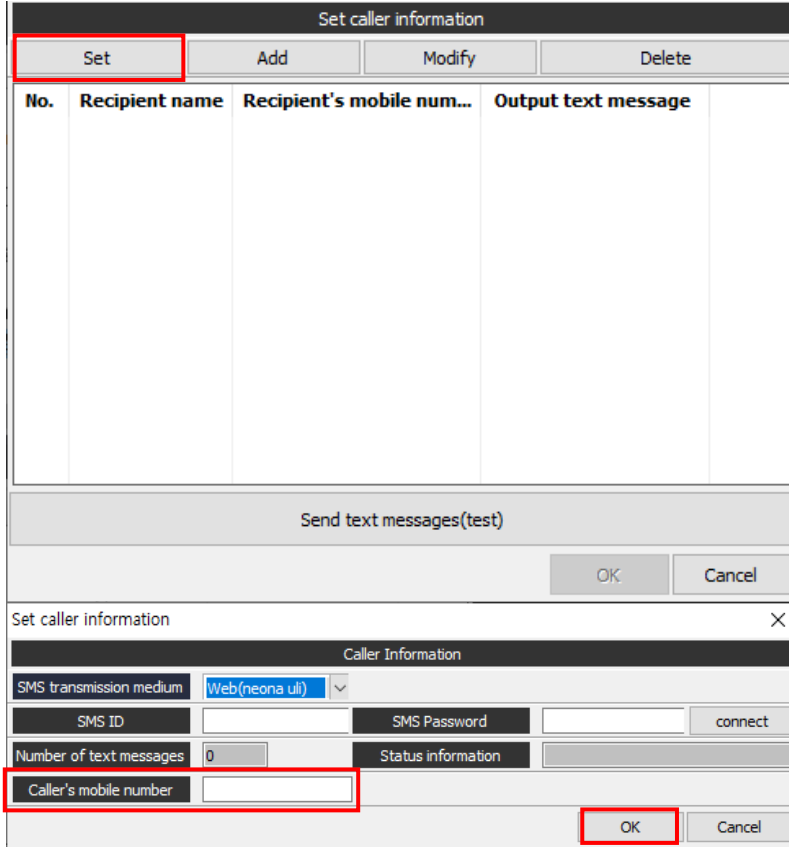 Set caller information
Set Add Modify Delete
No. Recipient name Recipient's mobile num... Output text message
Send text messages(test)
OK Cancel
Set caller information
Caller Information
SMS transmission medium Web(neona uli)
SMS ID SMS Password connect
Number of text messages 0 Status information
Caller's mobile number
OK Cancel